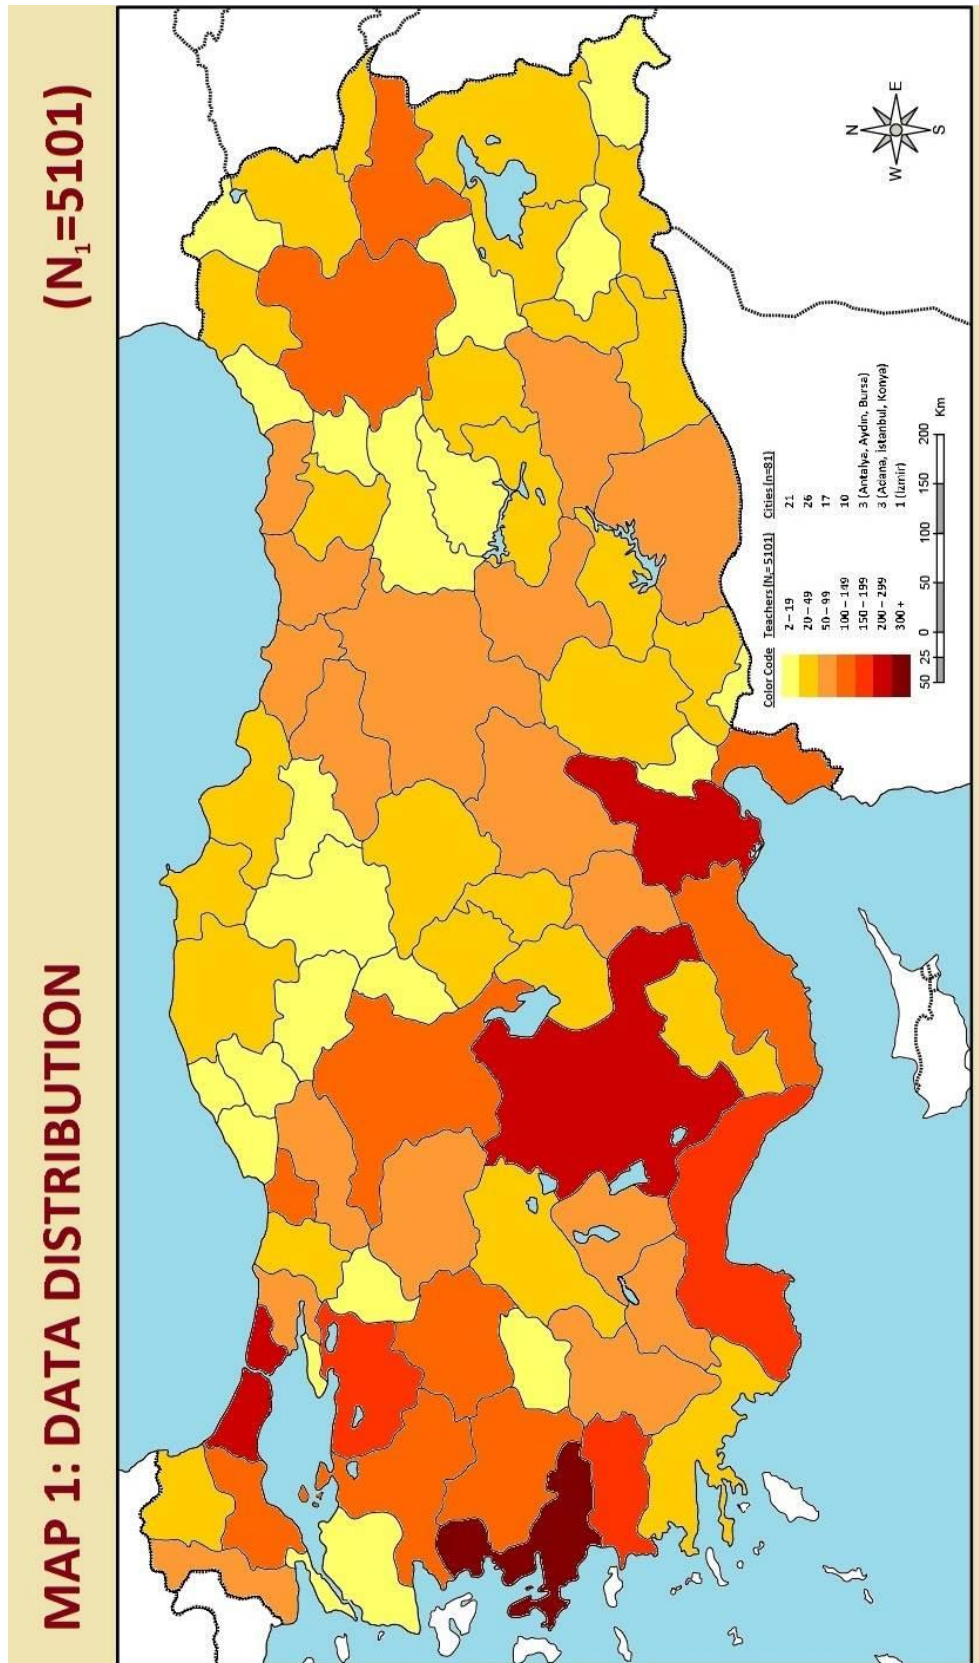 MAP 1: DATA DISTRIBUTION (N₁=5101)
N
W E
S
Color Code Teachers (N₁= 5101) Cities (n=81)
2 – 19 21
20 – 49 26
50 – 99 17
100 – 149 10
150 – 199 3 (Antalya, Aydın, Bursa)
200 – 299 3 (Adana, İstanbul, Konya)
300 + 1 (İzmir)
50 25 0 50 100 150 200
Km